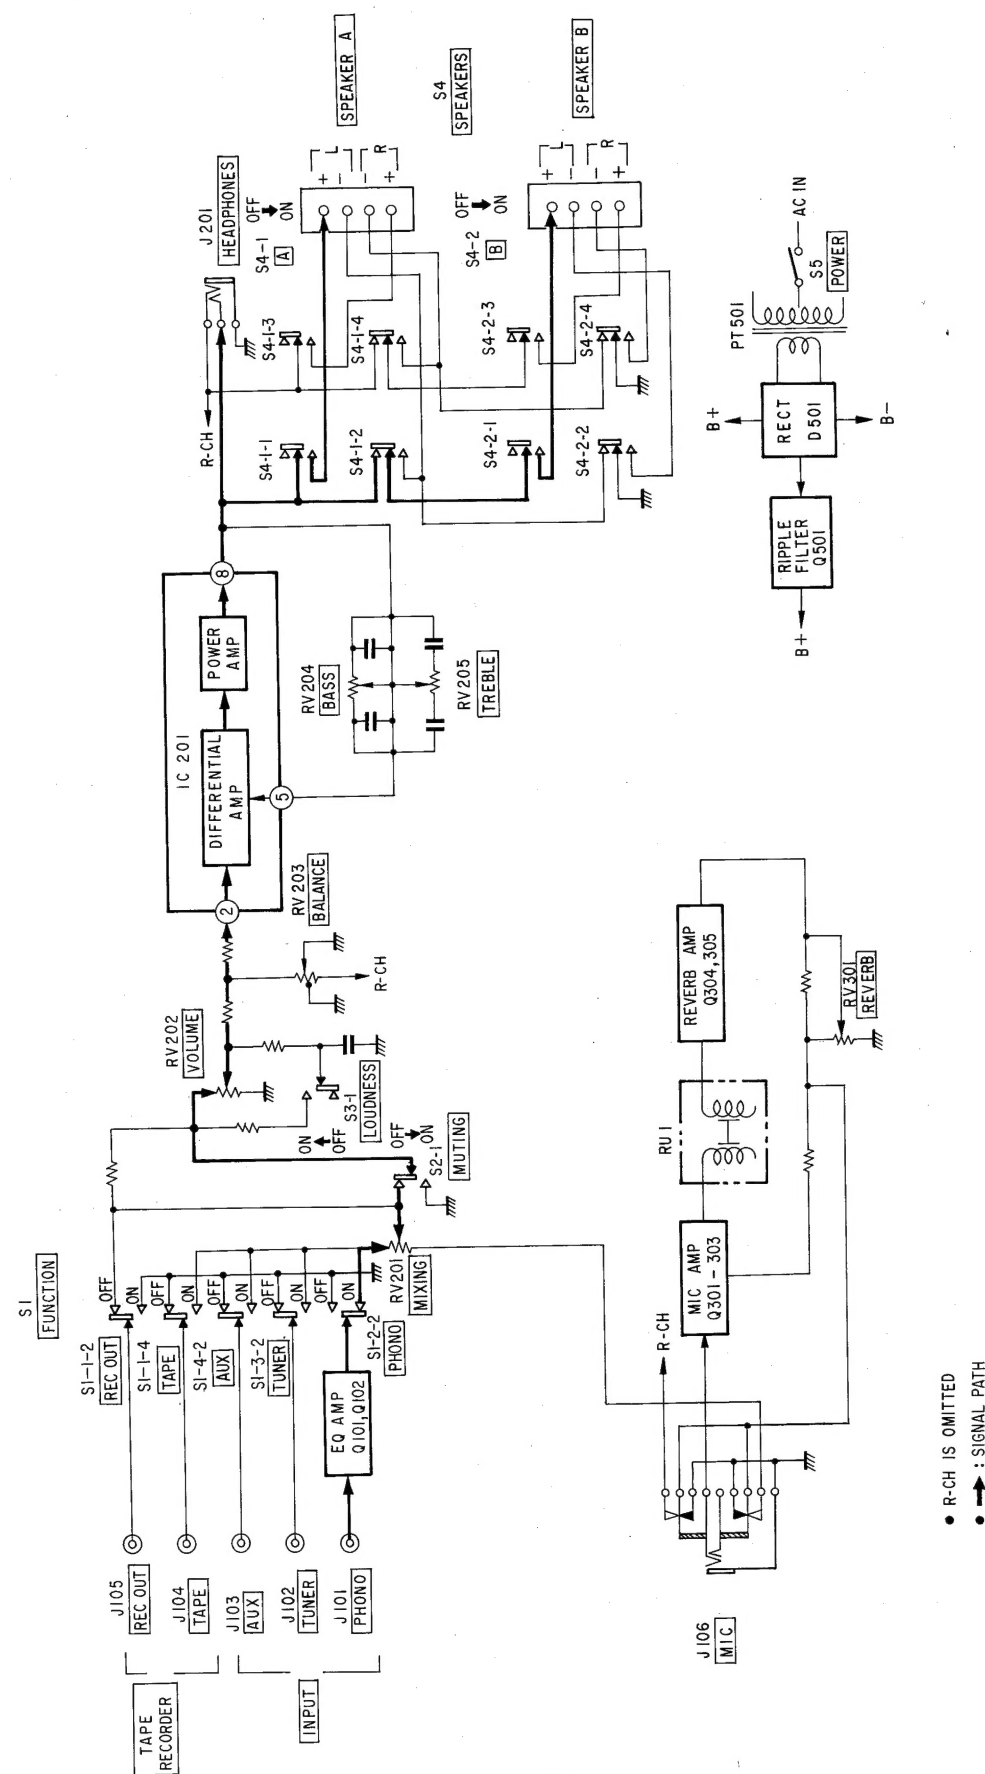 TAPE
RECORDER
INPUT
J105
REC OUT
J104
TAPE
J103
AUX
J102
TUNER
J101
PHONO
S1
FUNCTION
S1-1-2
REC OUT
OFF
ON
S1-1-4
TAPE
OFF
ON
S1-4-2
AUX
OFF
ON
S1-3-2
TUNER
OFF
ON
S1-2-2
PHONO
EQ AMP
Q101,Q102
RV201
MIXING
S2-1
MUTING
OFF
ON
ON
OFF
S3-1
LOUDNESS
RV202
VOLUME
R-CH
RV203
BALANCE
2
IC 201
DIFFERENTIAL
AMP
POWER
AMP
5
8
RV204
BASS
RV205
TREBLE
R-CH
J201
HEADPHONES
S4-1-1
S4-1-2
S4-1-3
S4-1-4
S4-1
A
OFF
ON
+
-
L
-
+
R
SPEAKER A
S4
SPEAKERS
S4-2-1
S4-2-2
S4-2-3
S4-2-4
S4-2
B
OFF
ON
+
-
L
-
+
R
SPEAKER B
J106
MIC
R-CH
MIC AMP
Q301-303
RU1
REVERB AMP
Q304,305
RV301
REVERB
B+
RIPPLE
FILTER
Q501
B+
RECT
D501
B-
PT501
S5
POWER
AC IN
• R-CH IS OMITTED
• ➡ : SIGNAL PATH